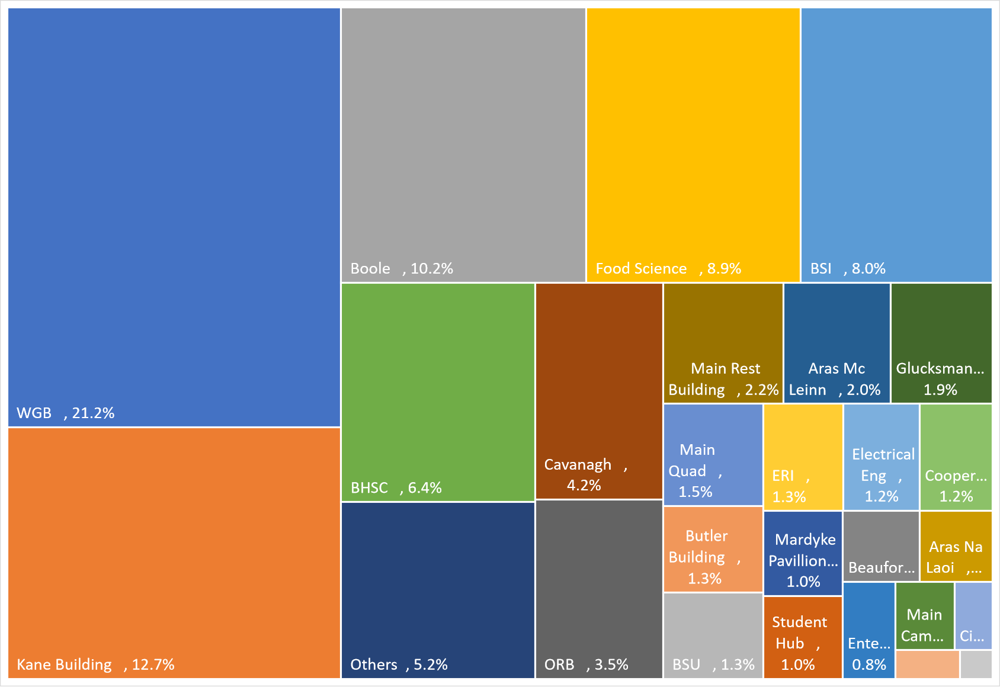 WGB , 21.2%
Kane Building , 12.7%
Boole , 10.2%
Food Science , 8.9%
BSI , 8.0%
BHSC , 6.4%
Others , 5.2%
Cavanagh ,
4.2%
ORB , 3.5%
Main Rest
Building , 2.2%
Aras Mc
Leinn , 2.0%
Glucksman...
1.9%
Main
Quad ,
1.5%
Butler
Building ,
1.3%
BSU , 1.3%
ERI ,
1.3%
Electrical
Eng ,
1.2%
Cooper...
1.2%
Mardyke
Pavillion...
1.0%
Student
Hub ,
1.0%
Beaufor...
Aras Na
Laoi ,...
Ente...
0.8%
Main
Cam...
Ci...